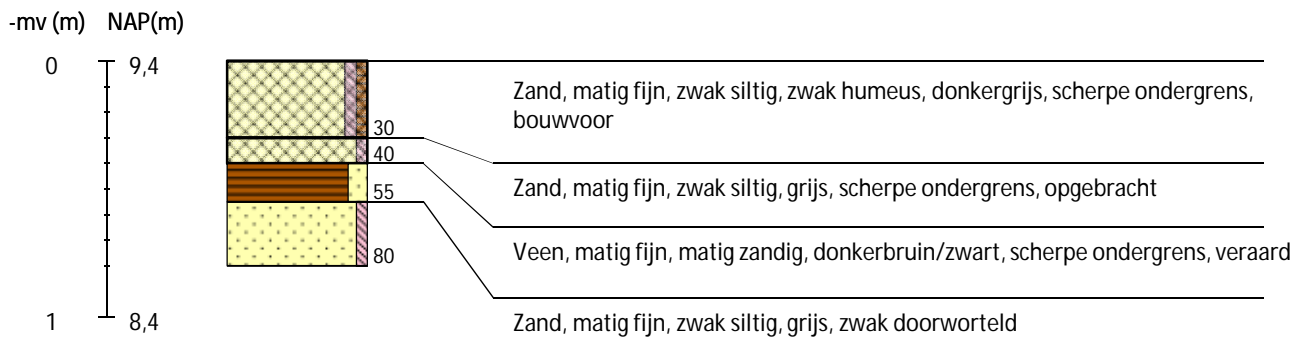 -mv (m) NAP(m)
0 9,4
Zand, matig fijn, zwak siltig, zwak humeus, donkergrijs, scherpe ondergrens,
bouwvoor
30
40
Zand, matig fijn, zwak siltig, grijs, scherpe ondergrens, opgebracht
55
Veen, matig fijn, matig zandig, donkerbruin/zwart, scherpe ondergrens, veraard
80
1 8,4
Zand, matig fijn, zwak siltig, grijs, zwak doorworteld